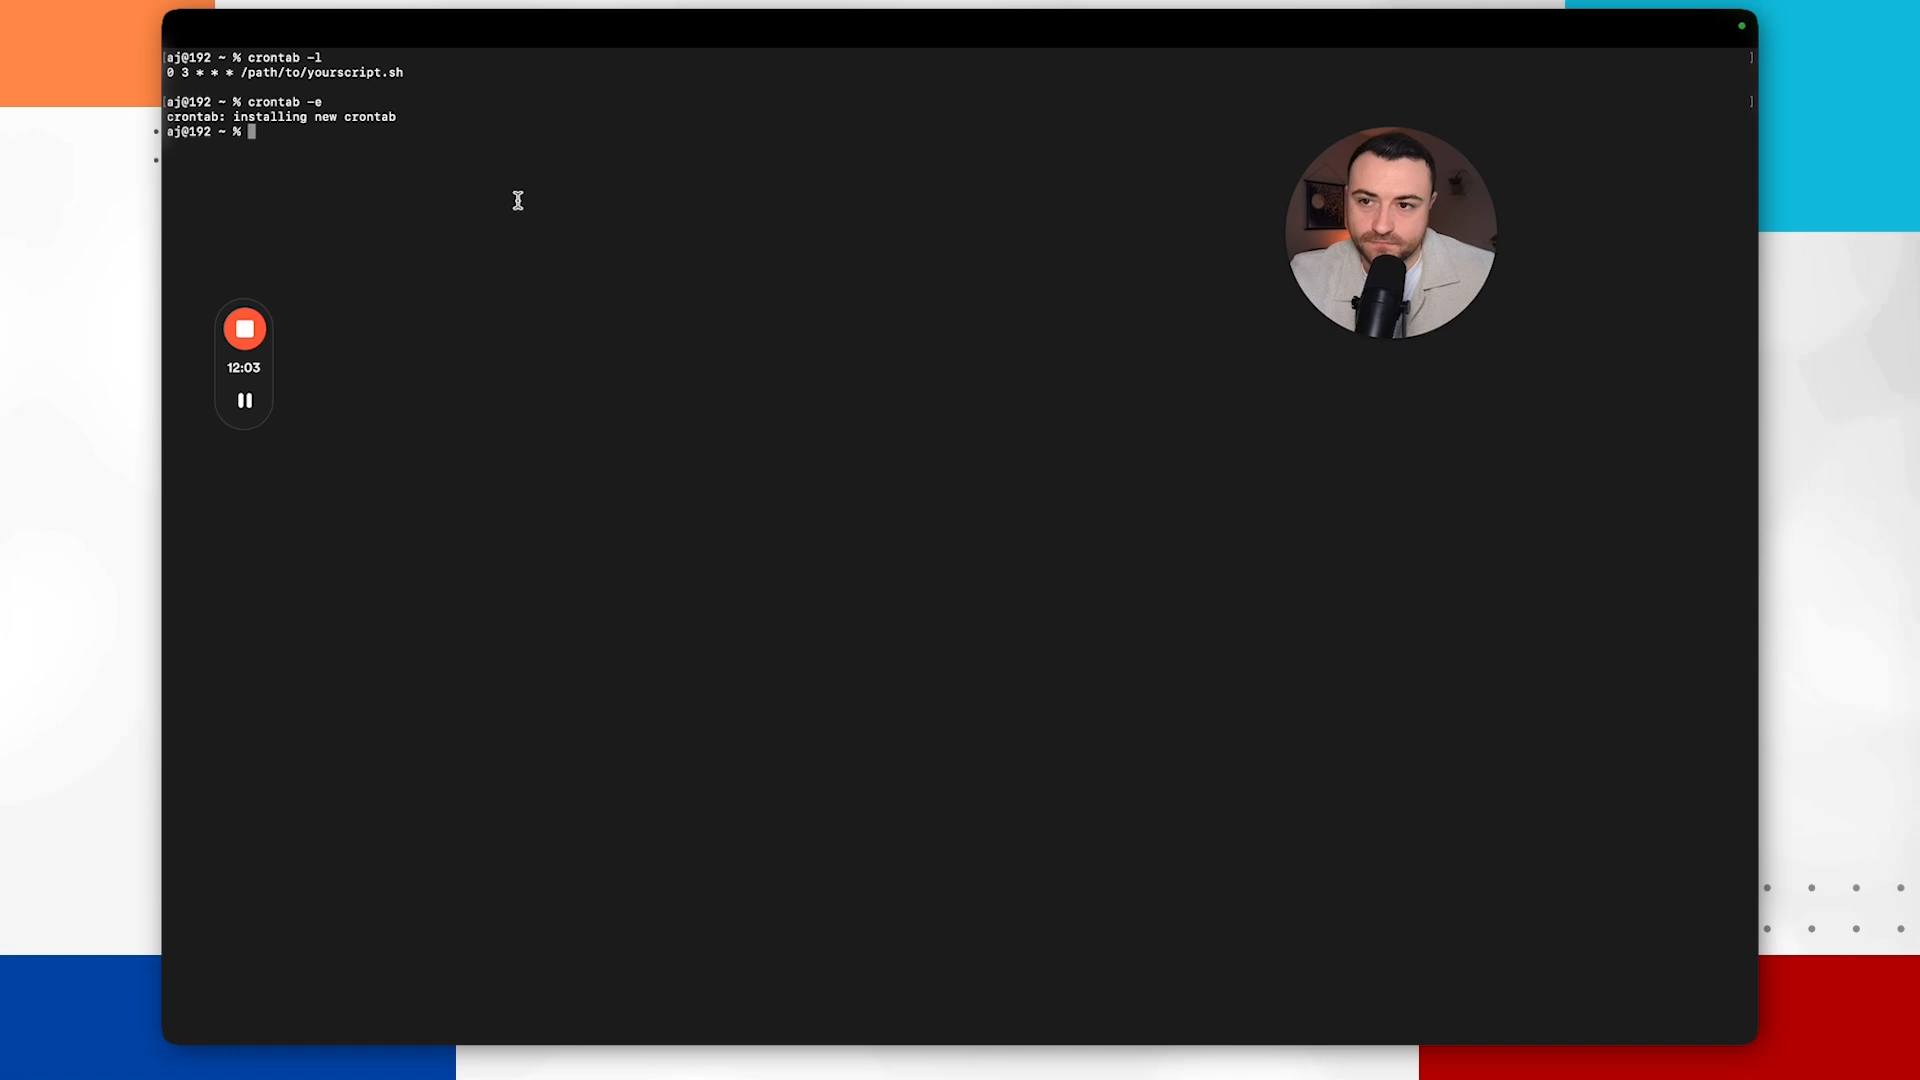 [aj@192 ~ % crontab -l ]
0 3 * * * /path/to/yourscript.sh
[aj@192 ~ % crontab -e ]
crontab: installing new crontab
aj@192 ~ %
12:03